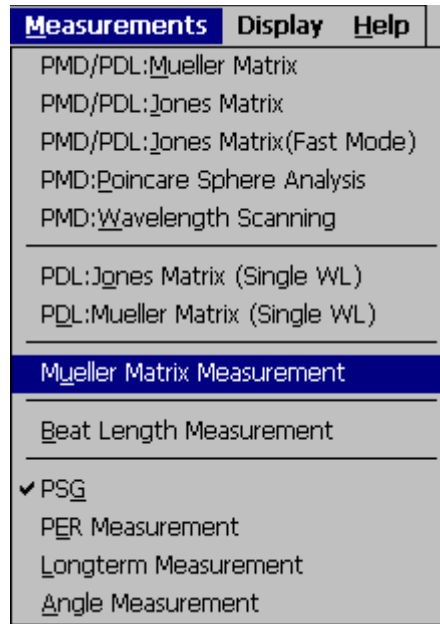 Measurements Display Help
PMD/PDL:Mueller Matrix
PMD/PDL:Jones Matrix
PMD/PDL:Jones Matrix(Fast Mode)
PMD:Poincare Sphere Analysis
PMD:Wavelength Scanning
PDL:Jones Matrix (Single WL)
PDL:Mueller Matrix (Single WL)
Mueller Matrix Measurement
Beat Length Measurement
PSG
PER Measurement
Longterm Measurement
Angle Measurement